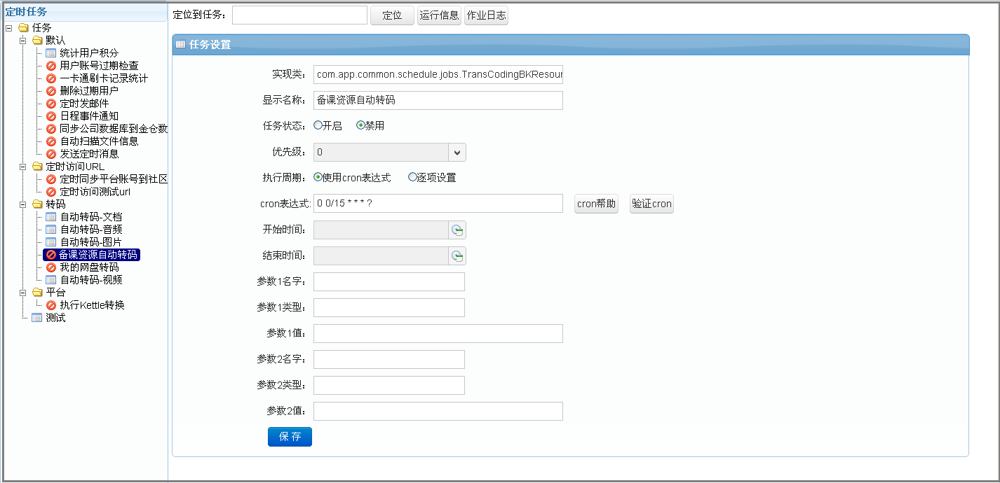 定时任务
任务
默认
统计用户积分
用户账号过期检查
一卡通刷卡记录统计
删除过期用户
定时发邮件
日程事件通知
同步公司数据库到金仓数
自动扫描文件信息
发送定时消息
定时访问URL
定时同步平台账号到社区
定时访问测试url
转码
自动转码-文档
自动转码-音频
自动转码-图片
备课资源自动转码
我的网盘转码
自动转码-视频
平台
执行Kettle转换
测试
定位到任务： 定位 运行信息 作业日志
任务设置
实现类： com.app.common.schedule.jobs.TransCodingBKResour
显示名称： 备课资源自动转码
任务状态： 开启 禁用
优先级： 0
执行周期： 使用cron表达式 逐项设置
cron表达式: 0 0/15 * * * ? cron帮助 验证cron
开始时间：
结束时间：
参数1名字：
参数1类型：
参数1值：
参数2名字：
参数2类型：
参数2值：
保 存